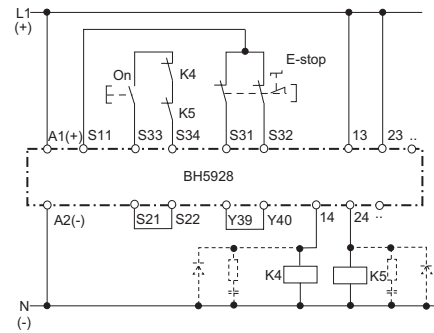 L1
(+)
On
K4
K5
E-stop
A1(+) S11 S33 S34 S31 S32 13 23 ..
BH5928
A2(-) S21 S22 Y39 Y40 14 24 ..
K4 K5
N
(-)